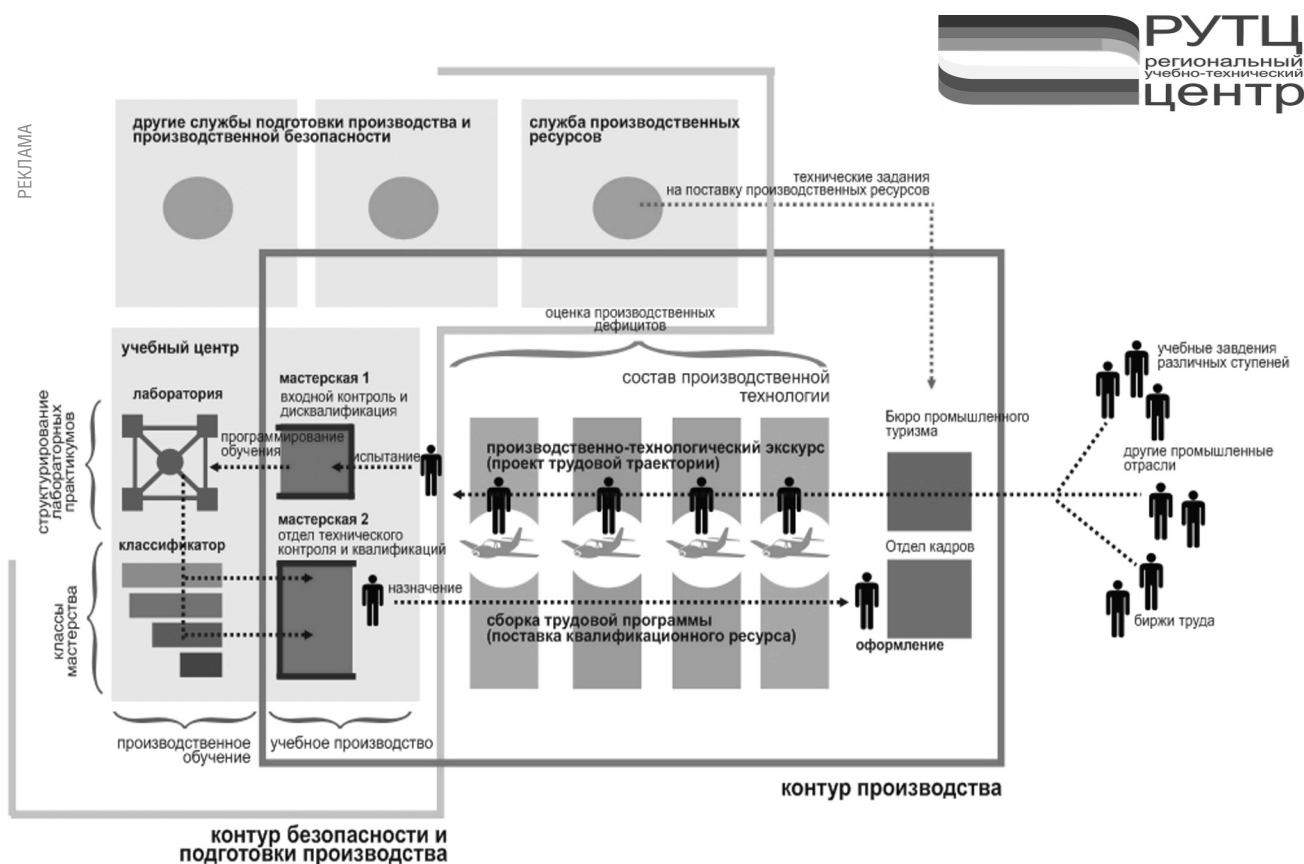 РУТЦ
региональный
учебно-технический
центр
РЕКЛАМА
другие службы подготовки производства и
производственной безопасности
служба производственных
ресурсов
технические задания
на поставку производственных ресурсов
оценка производственных
дефицитов
учебный центр
лаборатория
структурирование
лабораторных
практикумов
программирование
обучения
мастерская 1
входной контроль и
дисквалификация
испытание
состав производственной
технологии
производственно-технологический экскурс
(проект трудовой траектории)
Бюро промышленного
туризма
учебные завдения
различных ступеней
другие промышленные
отрасли
биржи труда
классификатор
классы
мастерства
мастерская 2
отдел технического
контроля и квалификаций
назначение
сборка трудовой программы
(поставка квалификационного ресурса)
Отдел кадров
оформление
производственное
обучение
учебное производство
контур производства
контур безопасности и
подготовки производства